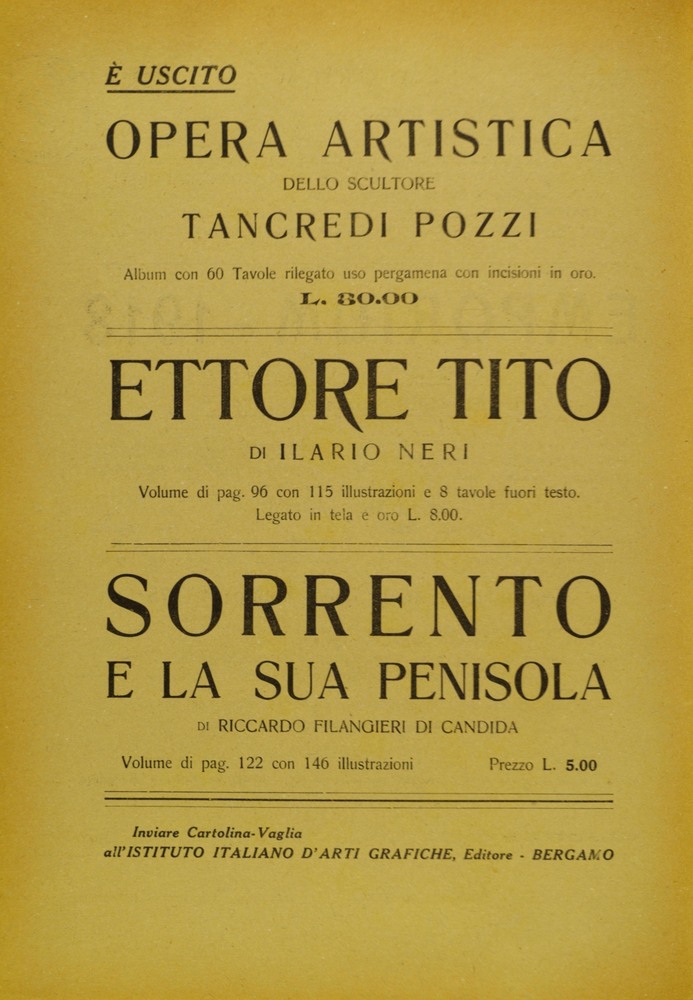 È USCITO
OPERA ARTISTICA
DELLO SCULTORE
TANCREDI POZZI
Album con 60 Tavole rilegato uso pergamena con incisioni in oro.
L. 30.00
ETTORE TITO
DI ILARIO NERI
Volume di pag. 96 con 115 illustrazioni e 8 tavole fuori testo.
Legato in tela e oro L. 8.00.
SORRENTO
E LA SUA PENISOLA
DI RICCARDO FILANGIERI DI CANDIDA
Volume di pag. 122 con 146 illustrazioni Prezzo L. 5.00
Inviare Cartolina-Vaglia
all'ISTITUTO ITALIANO D'ARTI GRAFICHE, Editore - BERGAMO